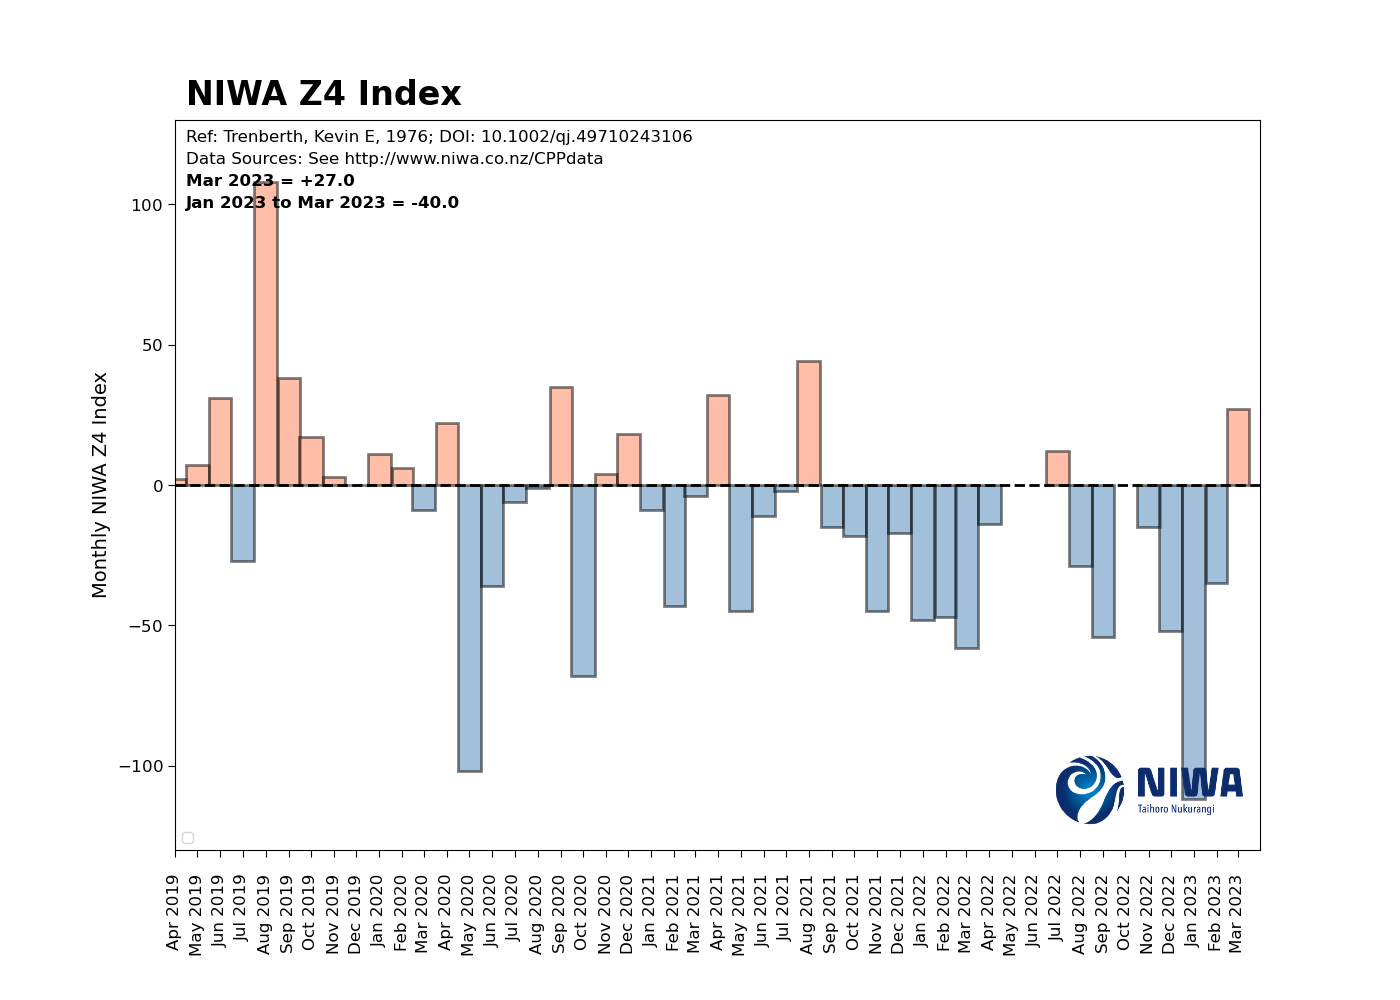 NIWA Z4 Index
Ref: Trenberth, Kevin E, 1976; DOI: 10.1002/qj.49710243106
Data Sources: See http://www.niwa.co.nz/CPPdata
Mar 2023 = +27.0
Jan 2023 to Mar 2023 = -40.0
Monthly NIWA Z4 Index
100
50
0
−50
−100
NIWA
Taihoro Nukurangi
Apr 2019
May 2019
Jun 2019
Jul 2019
Aug 2019
Sep 2019
Oct 2019
Nov 2019
Dec 2019
Jan 2020
Feb 2020
Mar 2020
Apr 2020
May 2020
Jun 2020
Jul 2020
Aug 2020
Sep 2020
Oct 2020
Nov 2020
Dec 2020
Jan 2021
Feb 2021
Mar 2021
Apr 2021
May 2021
Jun 2021
Jul 2021
Aug 2021
Sep 2021
Oct 2021
Nov 2021
Dec 2021
Jan 2022
Feb 2022
Mar 2022
Apr 2022
May 2022
Jun 2022
Jul 2022
Aug 2022
Sep 2022
Oct 2022
Nov 2022
Dec 2022
Jan 2023
Feb 2023
Mar 2023